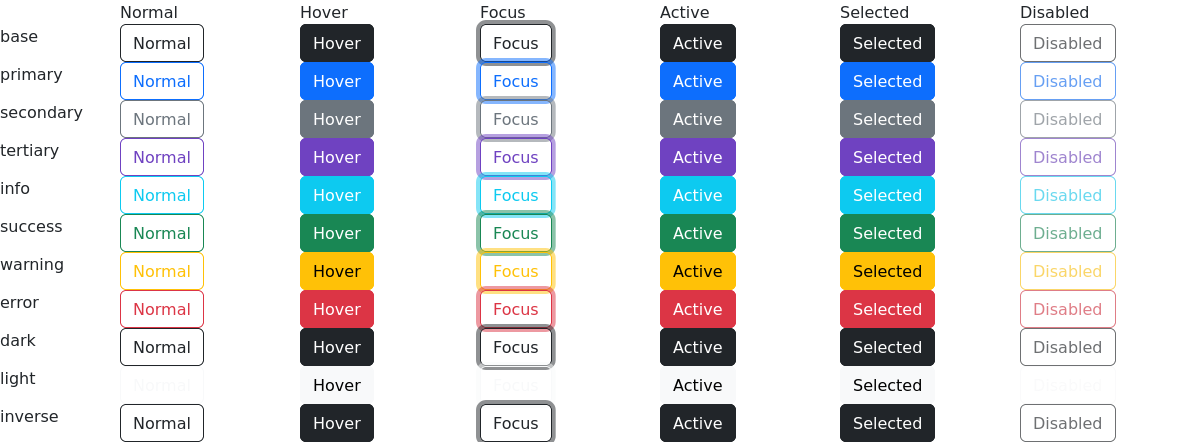 Normal Hover Focus Active Selected Disabled
base Normal Hover Focus Active Selected Disabled
primary Normal Hover Focus Active Selected Disabled
secondary Normal Hover Focus Active Selected Disabled
tertiary Normal Hover Focus Active Selected Disabled
info Normal Hover Focus Active Selected Disabled
success Normal Hover Focus Active Selected Disabled
warning Normal Hover Focus Active Selected Disabled
error Normal Hover Focus Active Selected Disabled
dark Normal Hover Focus Active Selected Disabled
light Normal Hover Focus Active Selected Disabled
inverse Normal Hover Focus Active Selected Disabled